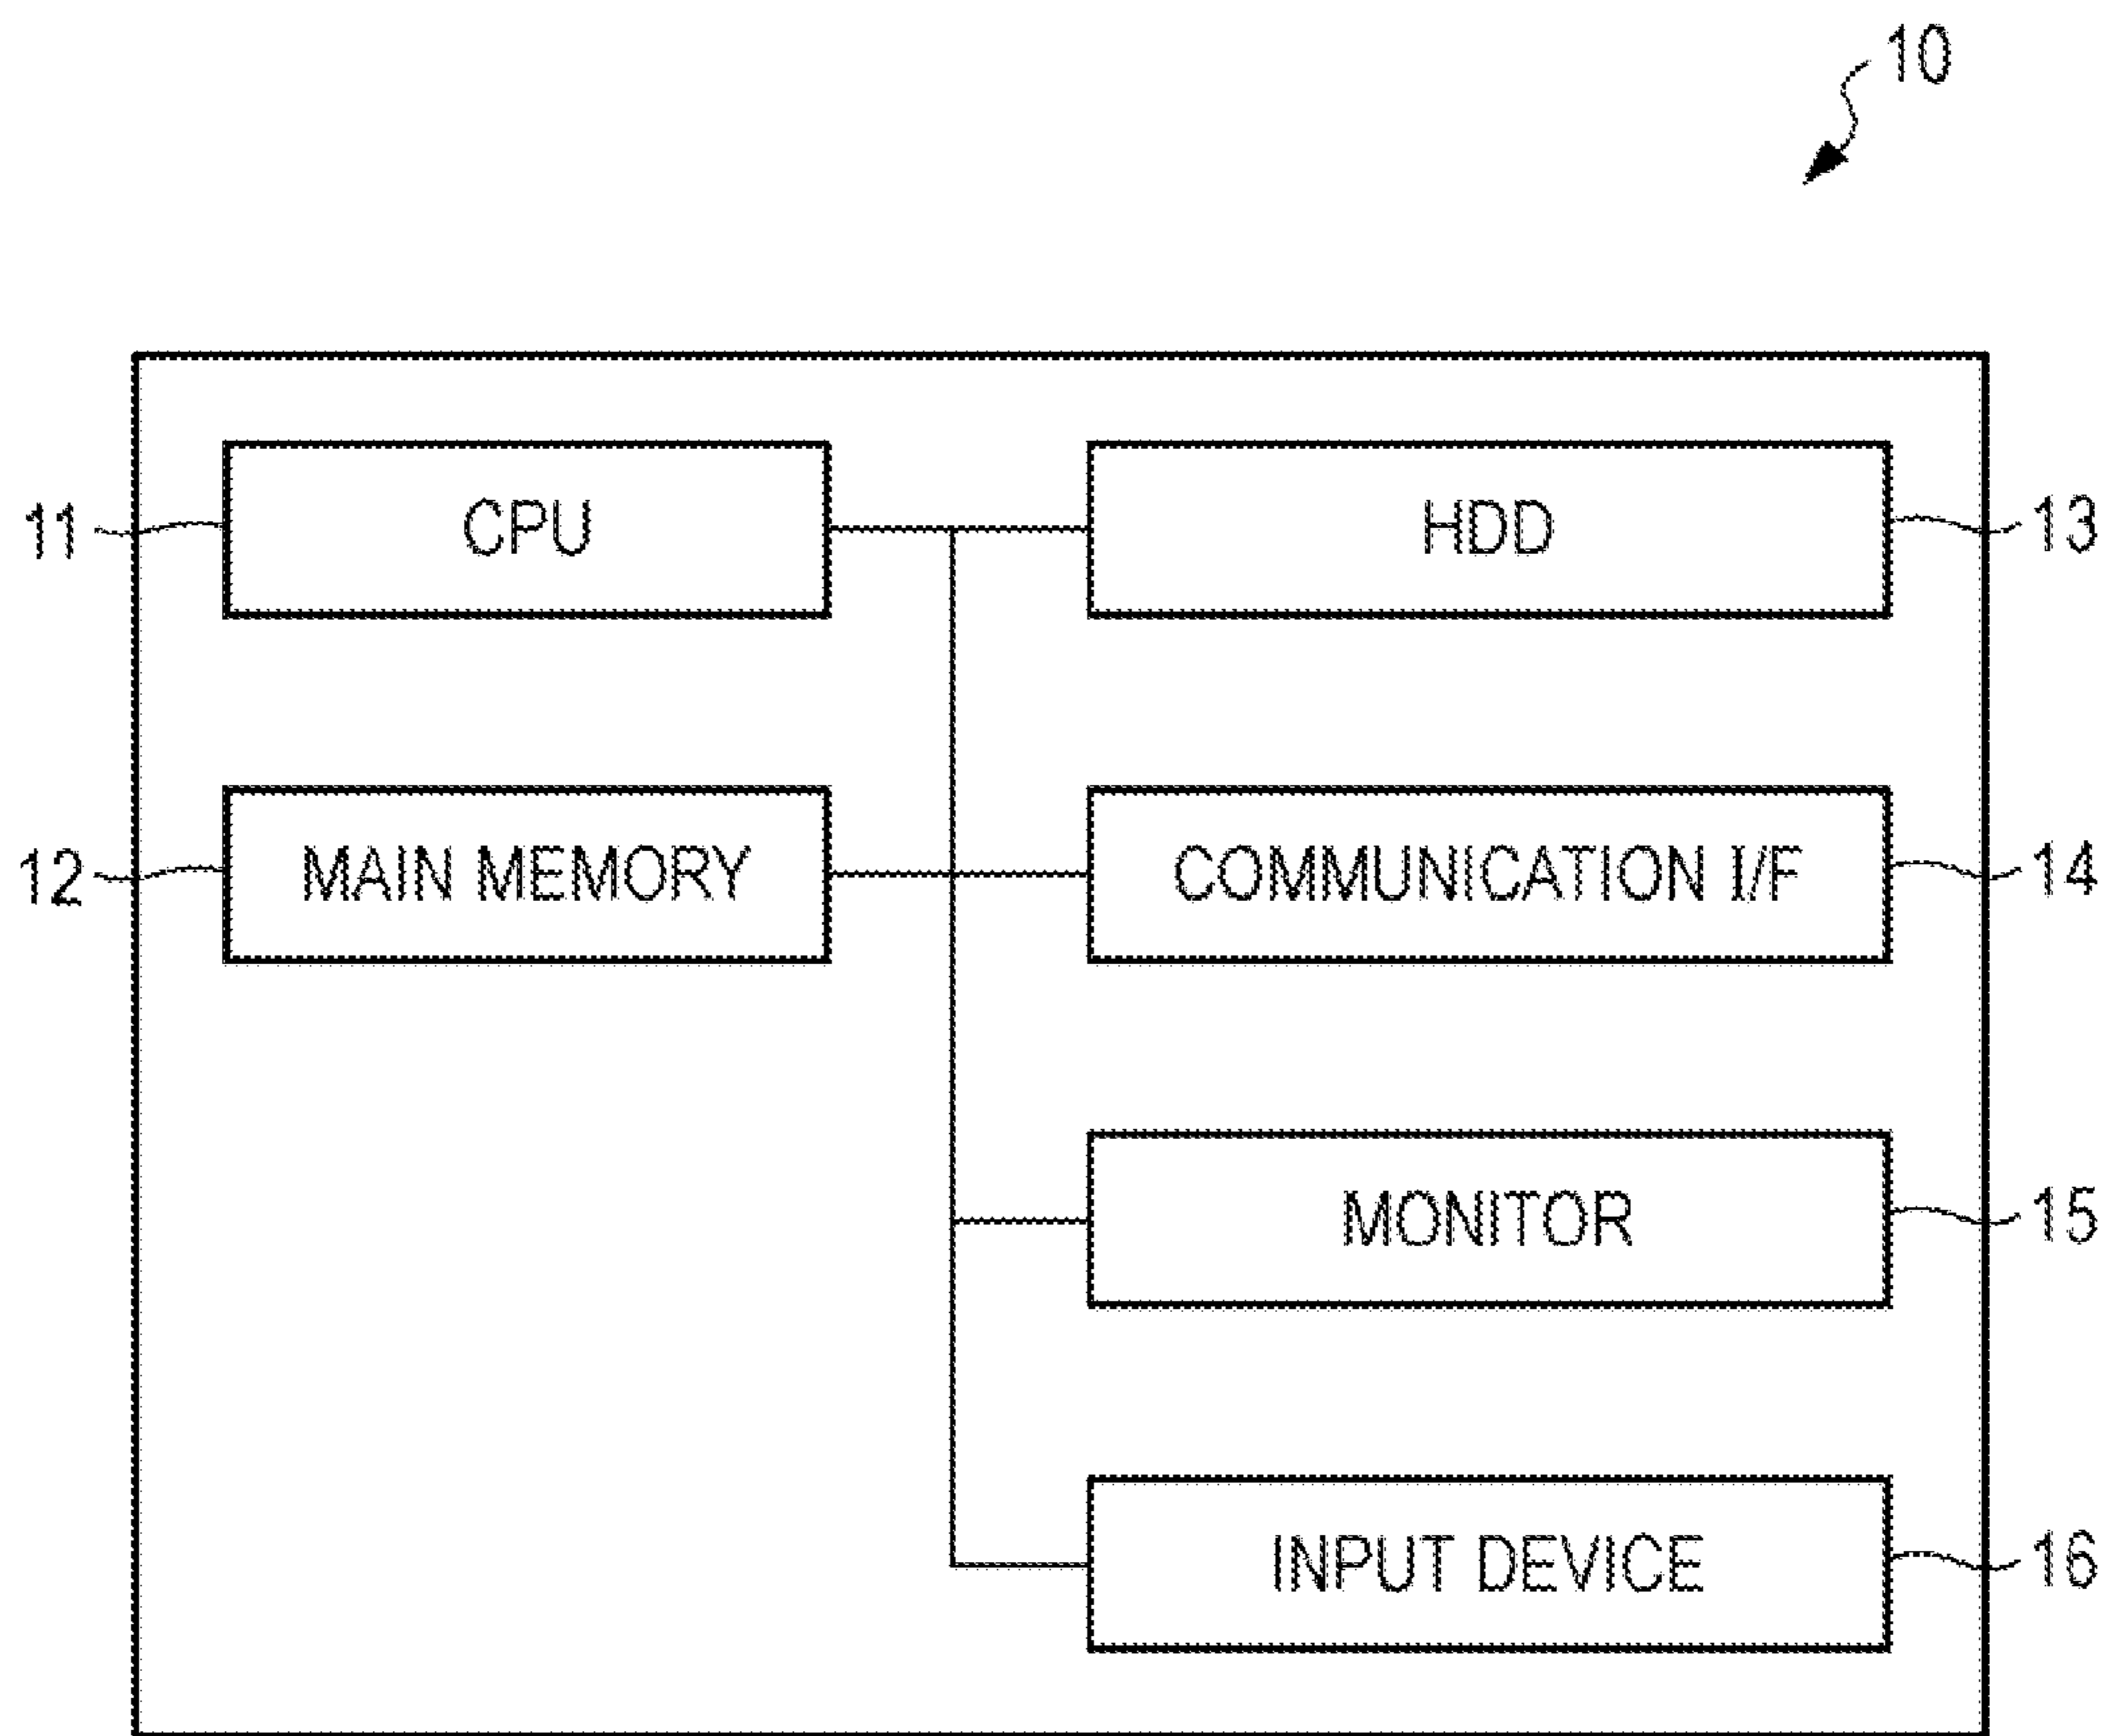 10
11 CPU HDD 13
12 MAIN MEMORY COMMUNICATION I/F 14
MONITOR 15
INPUT DEVICE 16